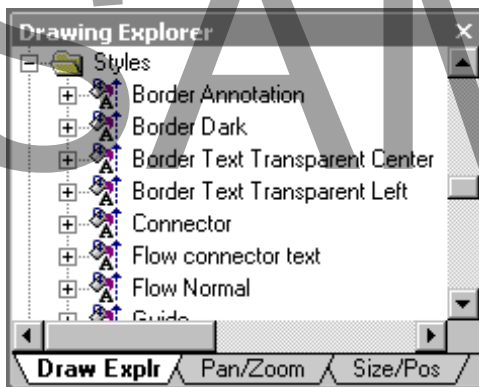 Drawing Explorer
Styles
Border Annotation
Border Dark
Border Text Transparent Center
Border Text Transparent Left
Connector
Flow connector text
Flow Normal
Guide
Draw Explr Pan/Zoom Size/Pos